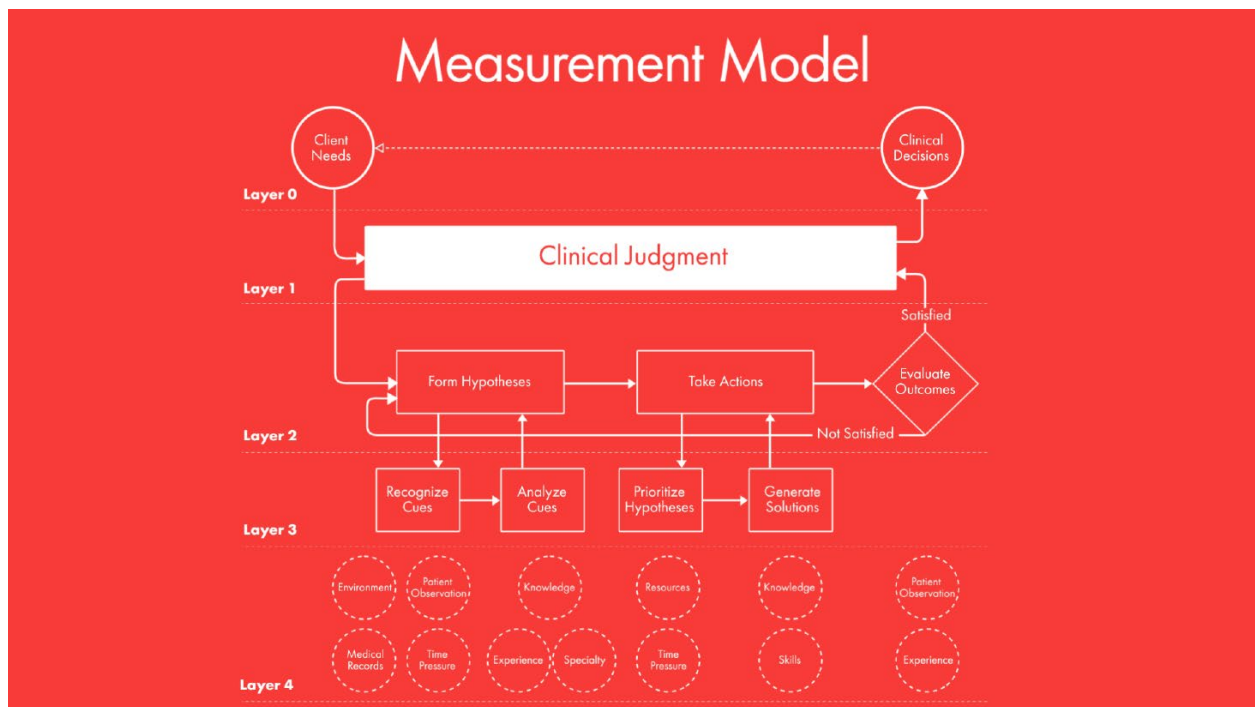 Measurement Model
Client
Needs
Clinical
Decisions
Layer 0
Clinical Judgment
Layer 1
Satisfied
Form Hypotheses
Take Actions
Evaluate
Outcomes
Not Satisfied
Layer 2
Recognize
Cues
Analyze
Cues
Prioritize
Hypotheses
Generate
Solutions
Layer 3
Environment
Patient
Observation
Knowledge
Resources
Knowledge
Patient
Observation
Medical
Records
Time
Pressure
Experience
Specialty
Time
Pressure
Skills
Experience
Layer 4